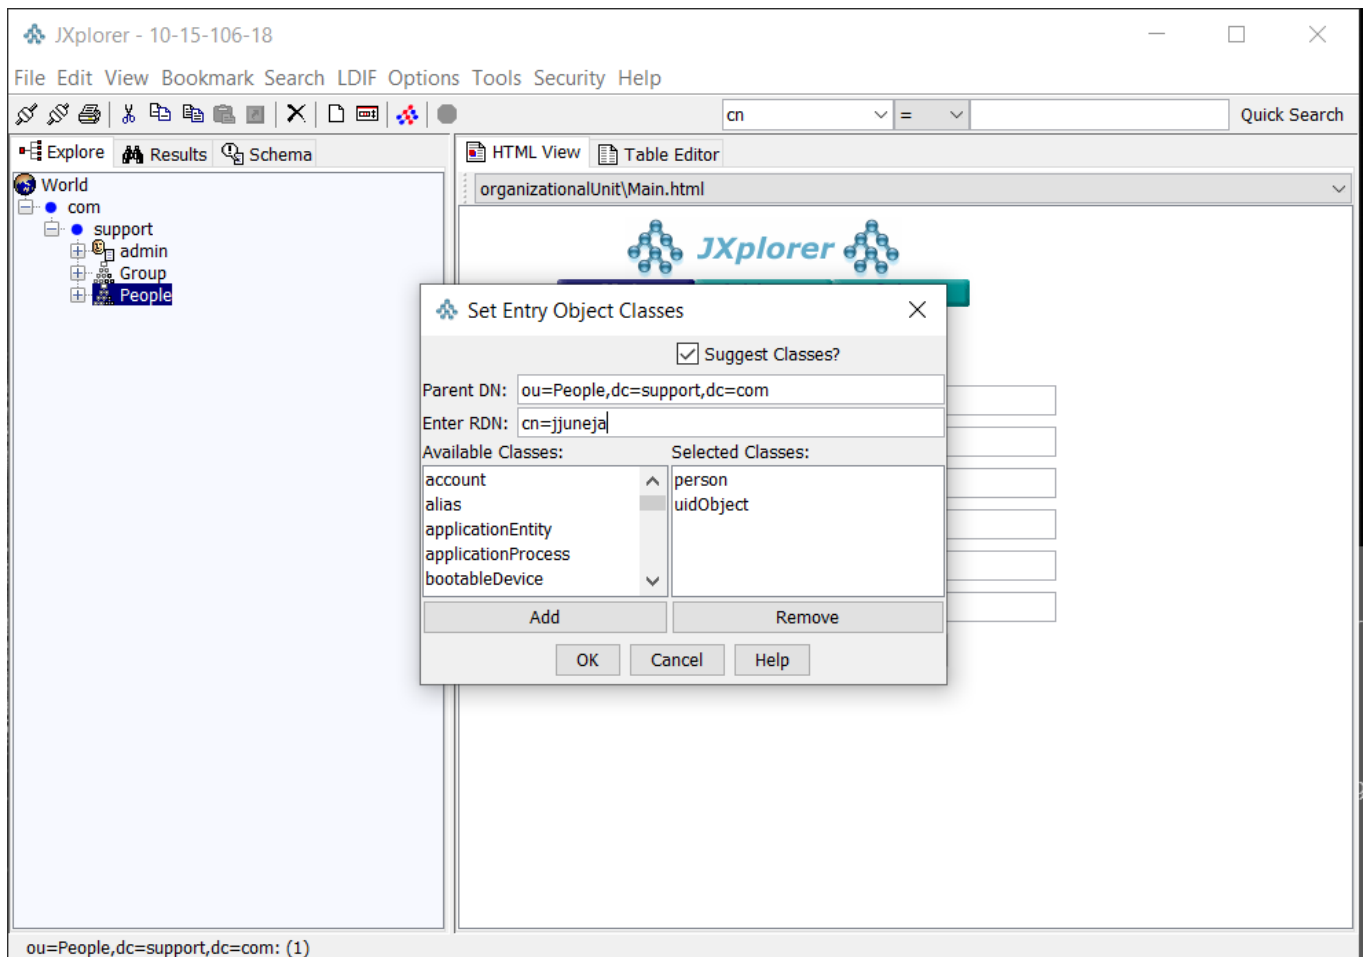 JXplorer - 10-15-106-18
File Edit View Bookmark Search LDIF Options Tools Security Help
cn = Quick Search
Explore Results Schema
HTML View Table Editor
World
organizationalUnit\Main.html
com
support
admin
Group
People
JXplorer
Set Entry Object Classes
Suggest Classes?
Parent DN: ou=People,dc=support,dc=com
Enter RDN: cn=jjuneja
Available Classes: Selected Classes:
account person
alias uidObject
applicationEntity
applicationProcess
bootableDevice
Add Remove
OK Cancel Help
ou=People,dc=support,dc=com: (1)